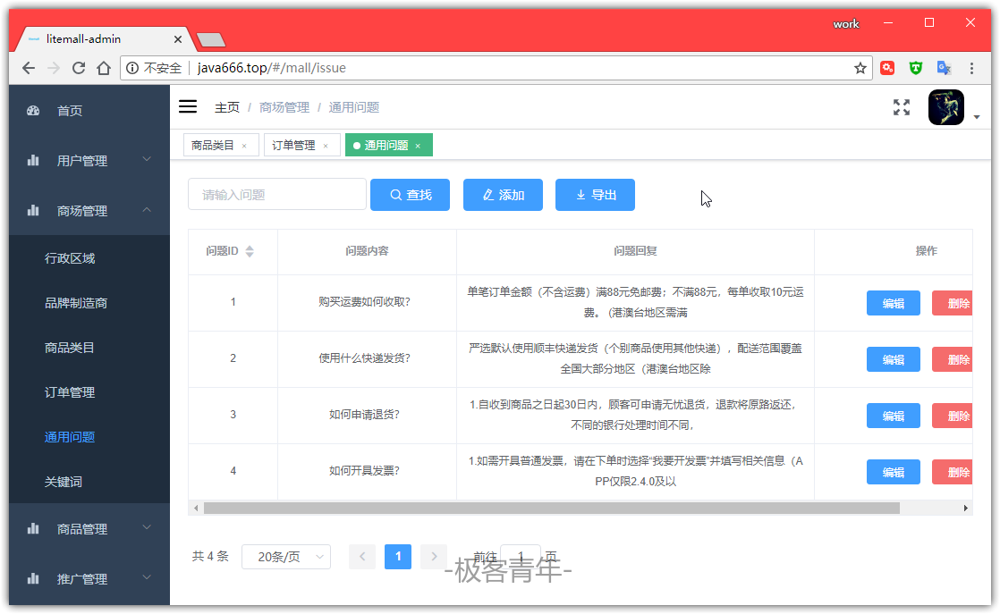 work
litemall-admin
不安全 java666.top/#/mall/issue
首页
用户管理
商场管理
行政区域
品牌制造商
商品类目
订单管理
通用问题
关键词
商品管理
推广管理
主页 / 商场管理 / 通用问题
商品类目 × 订单管理 × 通用问题 ×
请输入问题 查找 添加 导出
问题ID 问题内容 问题回复 操作
1 购买运费如何收取? 单笔订单金额（不含运费）满88元免邮费；不满88元，每单收取10元运
费。 (港澳台地区需满 编辑 删除
2 使用什么快递发货? 严选默认使用顺丰快递发货（个别商品使用其他快递），配送范围覆盖
全国大部分地区（港澳台地区除 编辑 删除
3 如何申请退货? 1.自收到商品之日起30日内，顾客可申请无忧退货，退款将原路返还，
不同的银行处理时间不同， 编辑 删除
4 如何开具发票? 1.如需开具普通发票，请在下单时选择“我要开发票”并填写相关信息（A
PP仅限2.4.0及以 编辑 删除
共 4 条 20条/页 1 前往 1 页
-极客青年-